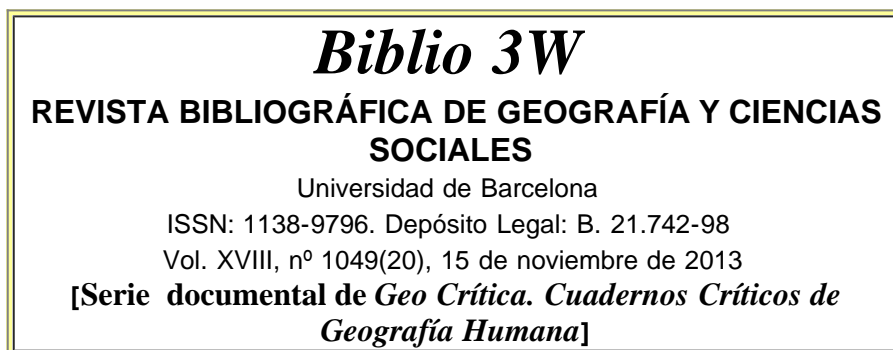 Biblio 3W
REVISTA BIBLIOGRÁFICA DE GEOGRAFÍA Y CIENCIAS
SOCIALES
Universidad de Barcelona
ISSN: 1138-9796. Depósito Legal: B. 21.742-98
Vol. XVIII, nº 1049(20), 15 de noviembre de 2013
[Serie documental de Geo Crítica. Cuadernos Críticos de
Geografía Humana]